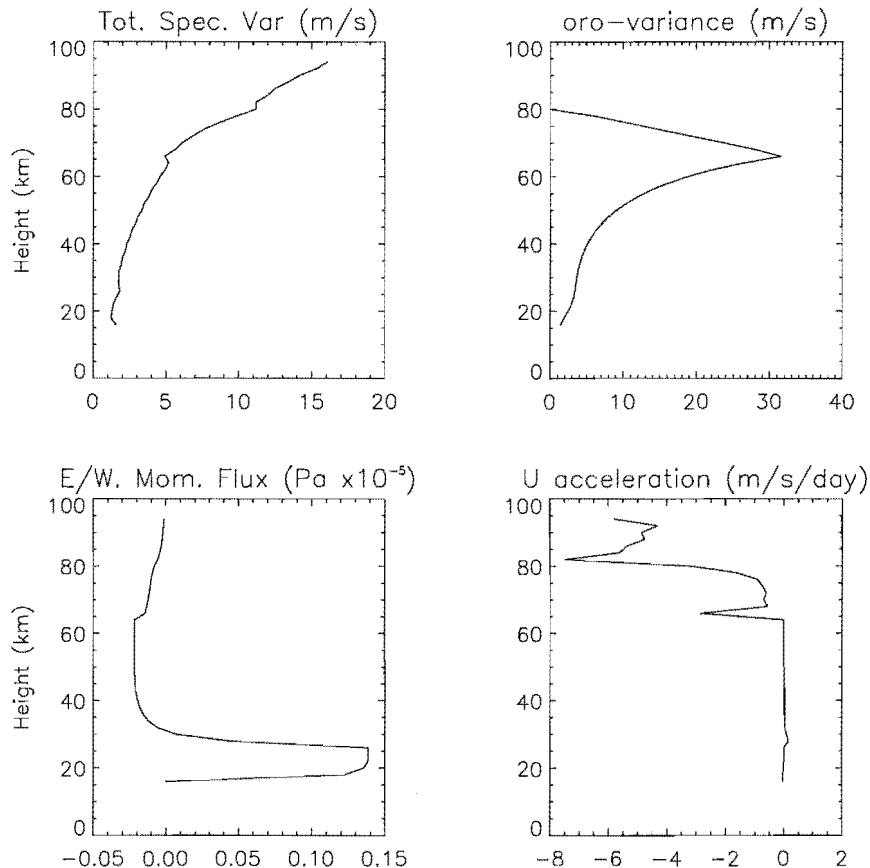 Tot. Spec. Var (m/s)
100
80
60
40
20
0
Height (km)
0 5 10 15 20
oro-variance (m/s)
100
80
60
40
20
0
0 10 20 30 40
E/W. Mom. Flux (Pa x10⁻⁵)
100
80
60
40
20
0
Height (km)
-0.05 0.00 0.05 0.10 0.15
U acceleration (m/s/day)
100
80
60
40
20
0
-8 -6 -4 -2 0 2